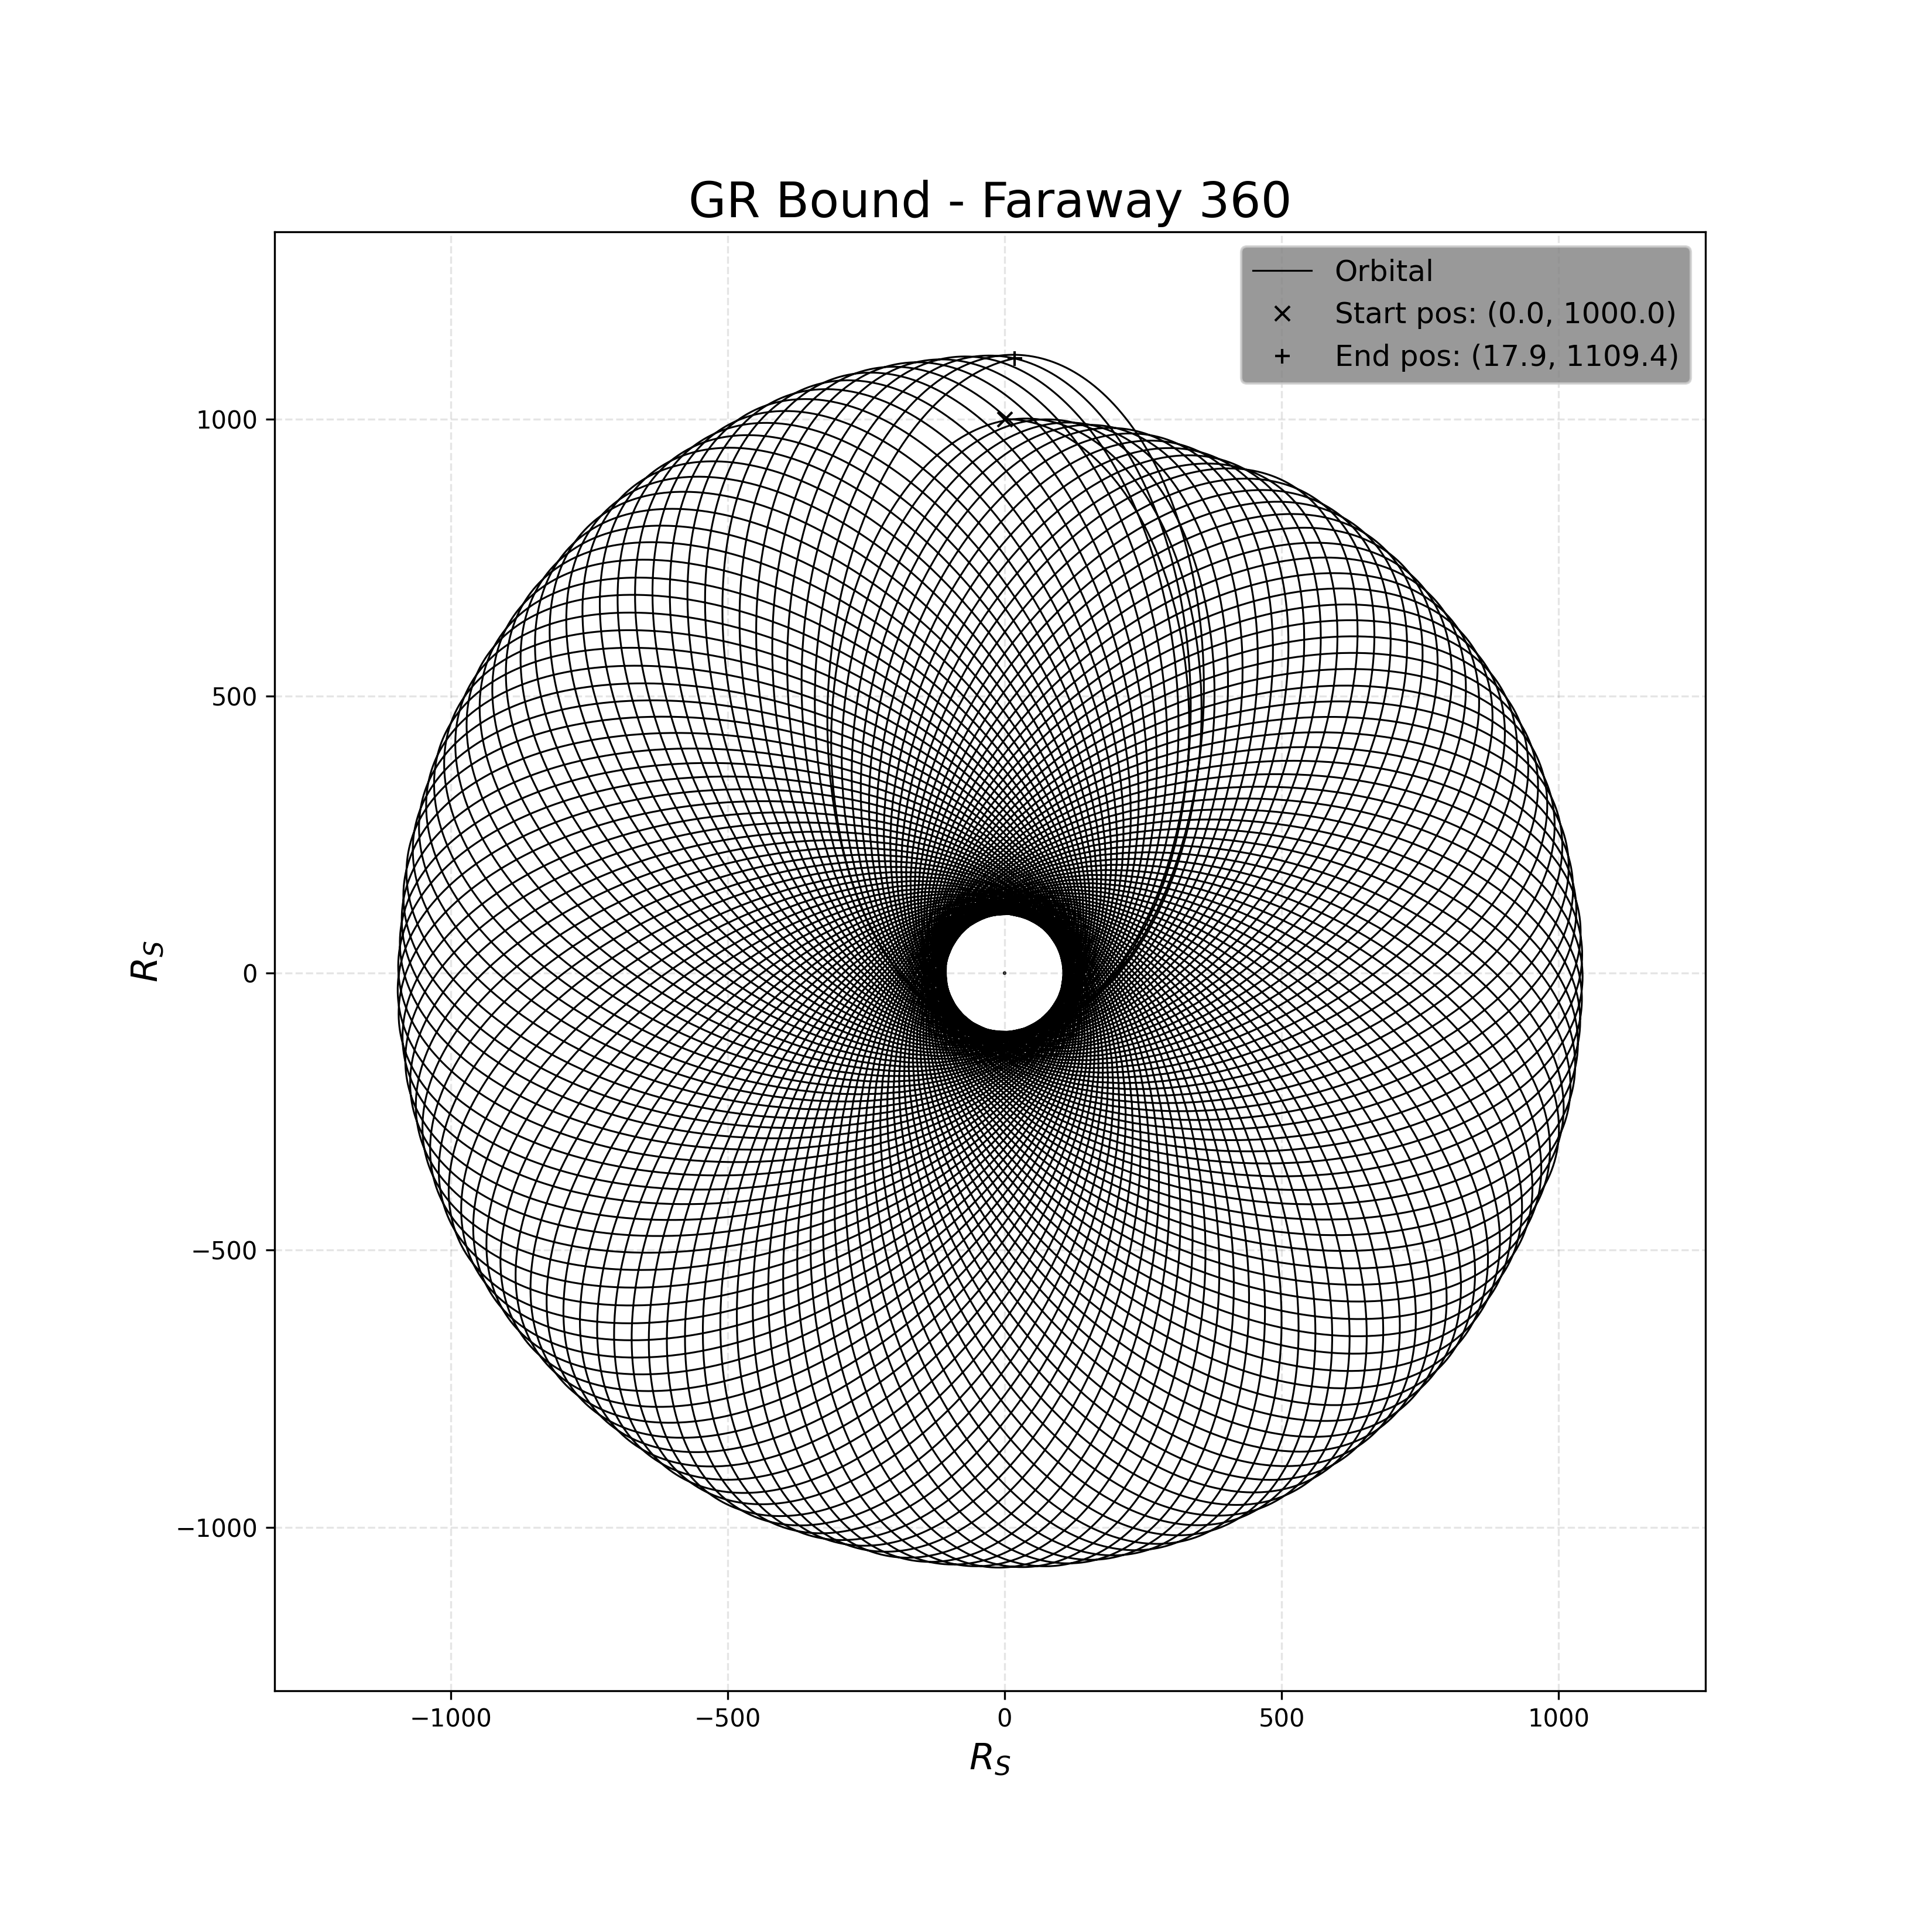 GR Bound - Faraway 360
Orbital
Start pos: (0.0, 1000.0)
End pos: (17.9, 1109.4)
1000
500
0
−500
−1000
R_S
−1000
−500
0
500
1000
R_S